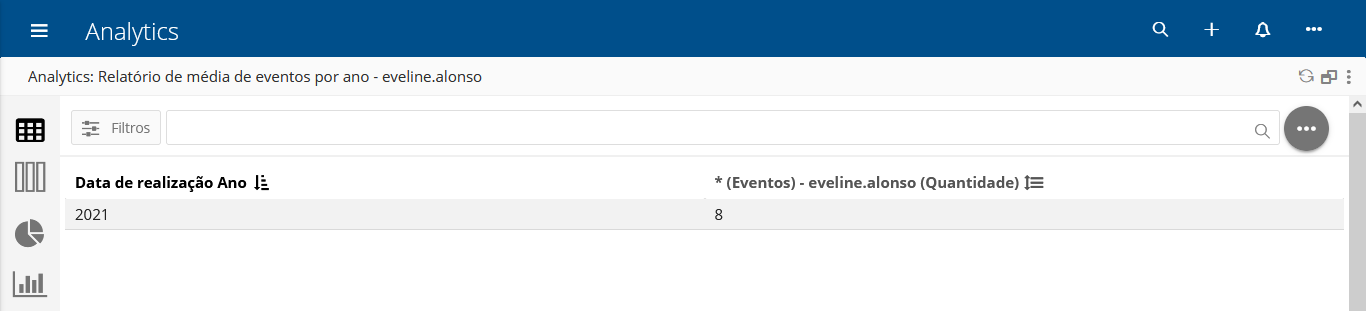 Analytics
Analytics: Relatório de média de eventos por ano - eveline.alonso
Filtros
Data de realização Ano * (Eventos) - eveline.alonso (Quantidade)
2021 8